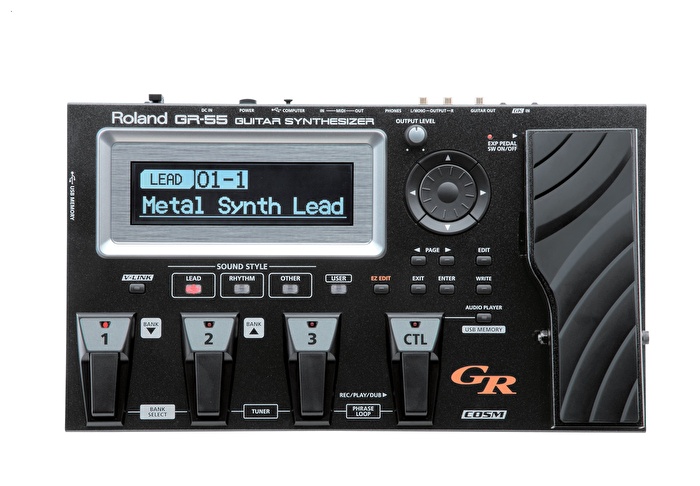 DC IN POWER COMPUTER IN—MIDI—OUT PHONES L/MONO—OUTPUT—R GUITAR OUT GK IN
Roland GR-55 GUITAR SYNTHESIZER
OUTPUT LEVEL
EXP PEDAL
SW ON/OFF
USB MEMORY
LEAD 01-1
Metal Synth Lead
PAGE
EDIT
SOUND STYLE
V-LINK
LEAD
RHYTHM
OTHER
USER
EZ EDIT
EXIT
ENTER
WRITE
AUDIO PLAYER
USB MEMORY
1
BANK
2
BANK
3
CTL
GR
REC/PLAY/DUB
BANK
SELECT
TUNER
PHRASE
LOOP
COSM